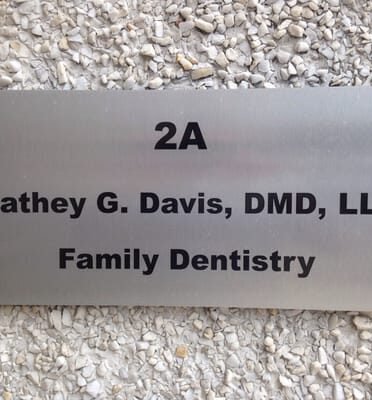 2A
athey G. Davis, DMD, LL
Family Dentistry